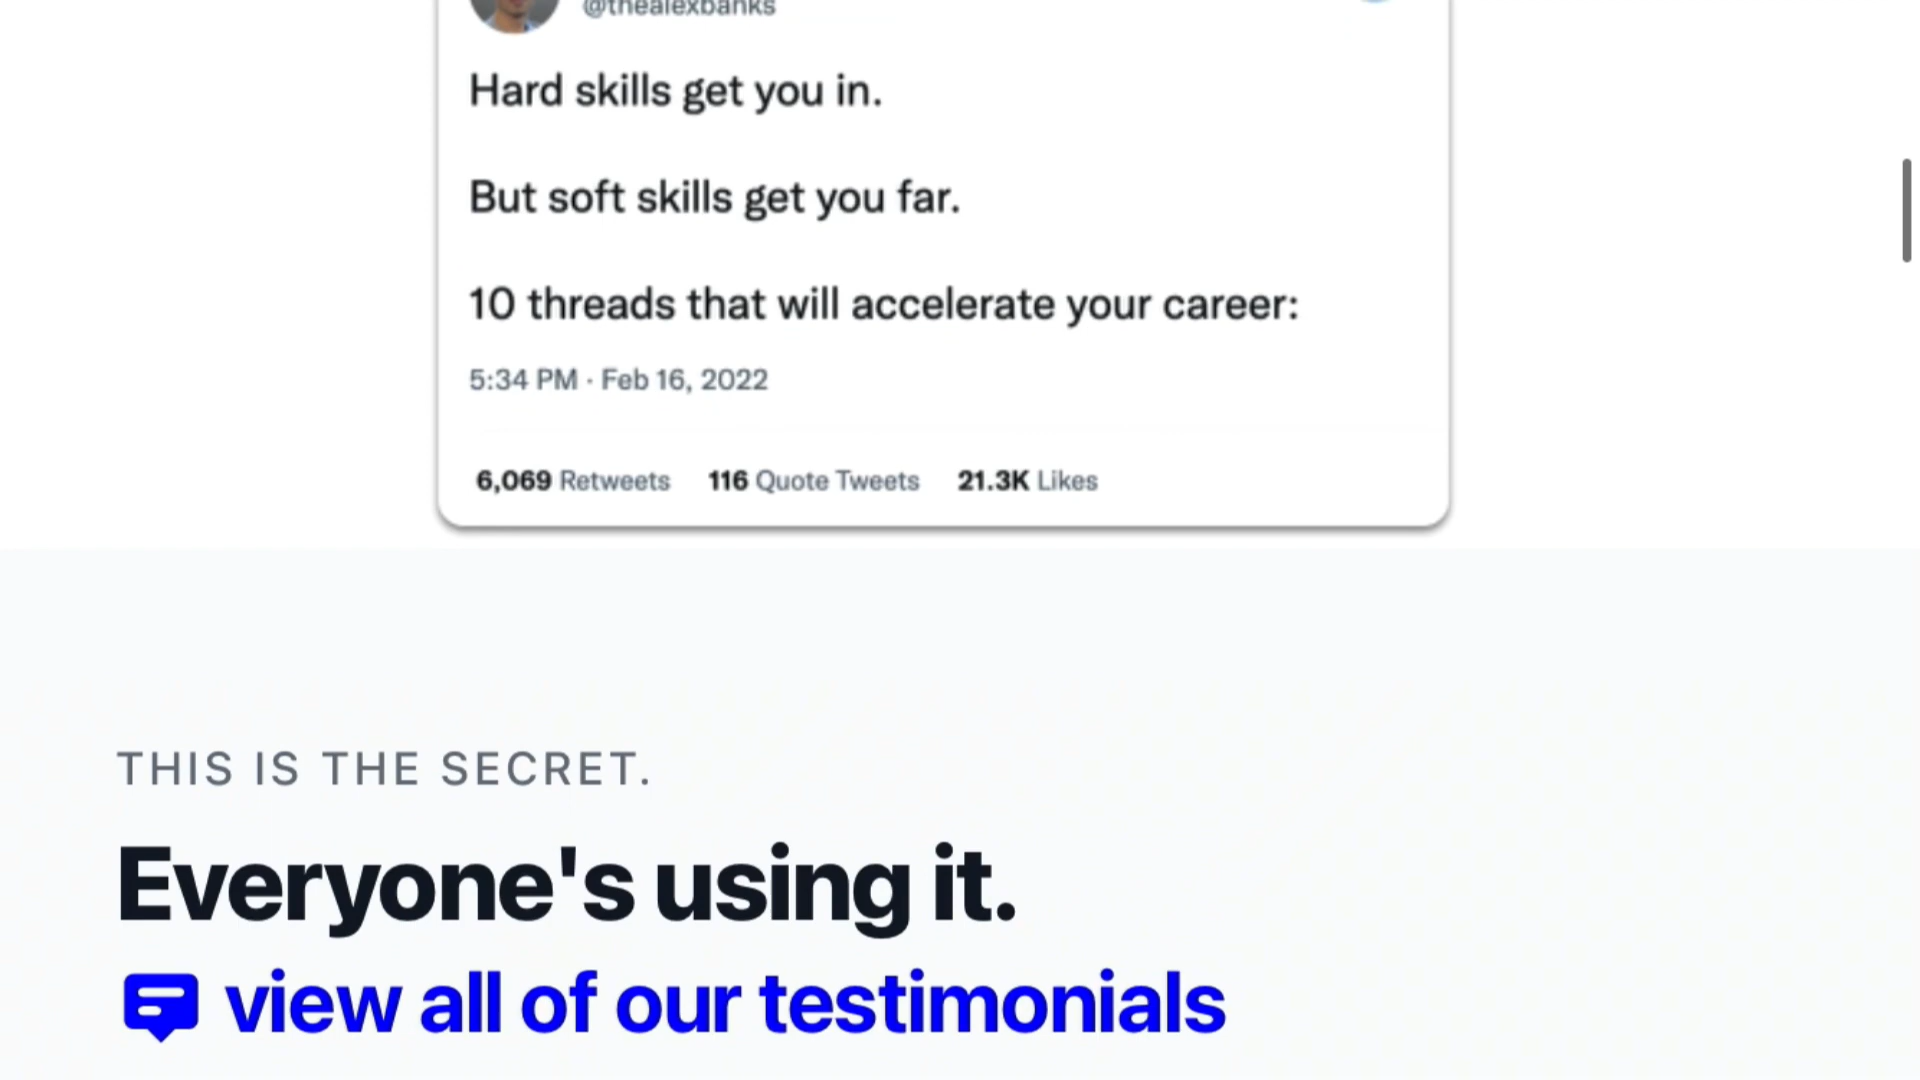 @thealexbanks
Hard skills get you in.
But soft skills get you far.
10 threads that will accelerate your career:
5:34 PM · Feb 16, 2022
6,069 Retweets 116 Quote Tweets 21.3K Likes
THIS IS THE SECRET.
Everyone's using it.
view all of our testimonials